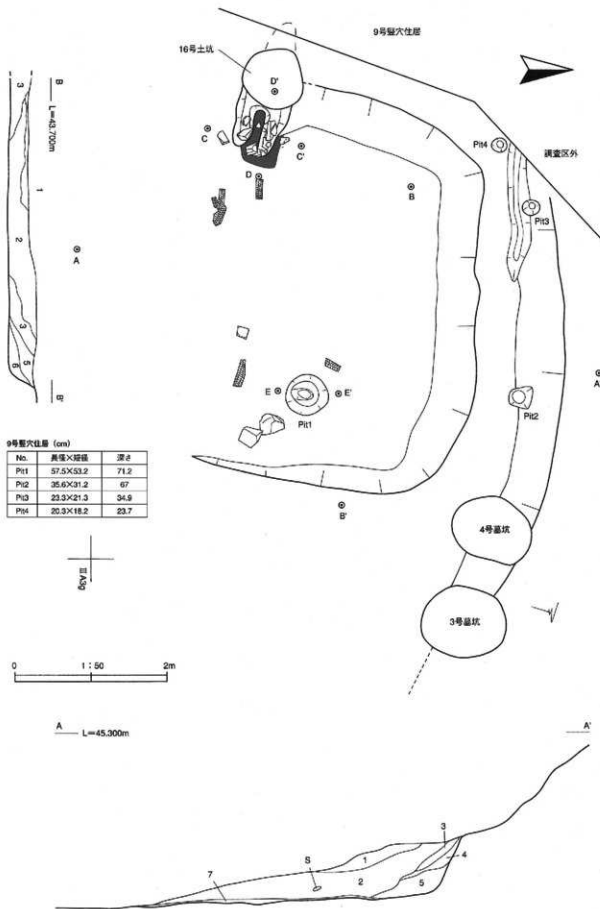 9号竪穴住居
16号土坑
D'
C
C'
D
B
Pit4
調査区外
Pit3
A
A'
B
L=43.700m
3
1
2
3
5
6
B'
E
E'
Pit1
Pit2
B'
4号墓坑
3号墓坑
9号竪穴住居 (cm)
No. 長径×短径 深さ
Pit1 57.5×53.2 71.2
Pit2 35.6×31.2 67
Pit3 23.3×21.3 34.9
Pit4 20.3×18.2 23.7
ⅡA3g
0 1:50 2m
A L=45.300m A'
7
S
1
2
3
4
5